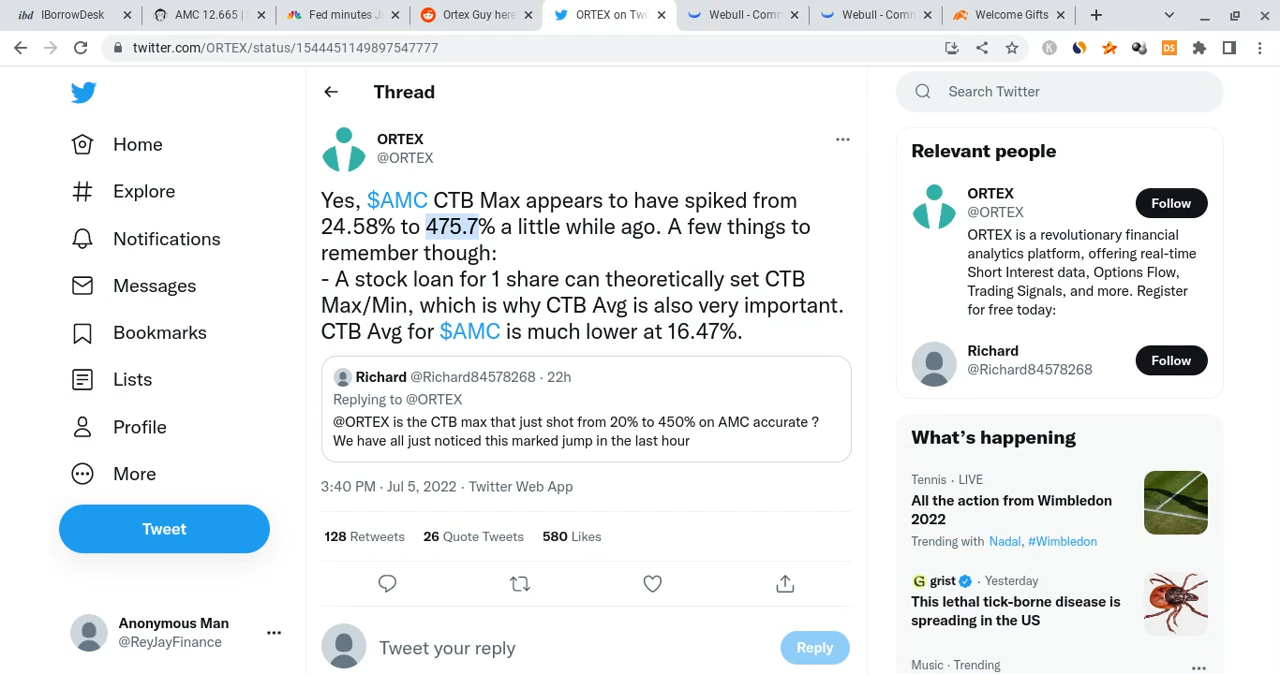 ibd IBorrowDesk
AMC 12.665 |
Fed minutes J
Ortex Guy here
ORTEX on Twi
Webull - Comm
Webull - Comm
Welcome Gifts
twitter.com/ORTEX/status/1544451149897547777
K
DS
Home
Explore
Notifications
Messages
Bookmarks
Lists
Profile
More
Tweet
Anonymous Man
@ReyJayFinance
Thread
ORTEX
@ORTEX
Yes, $AMC CTB Max appears to have spiked from
24.58% to 475.7% a little while ago. A few things to
remember though:
- A stock loan for 1 share can theoretically set CTB
Max/Min, which is why CTB Avg is also very important.
CTB Avg for $AMC is much lower at 16.47%.
Richard @Richard84578268 · 22h
Replying to @ORTEX
@ORTEX is the CTB max that just shot from 20% to 450% on AMC accurate ?
We have all just noticed this marked jump in the last hour
3:40 PM · Jul 5, 2022 · Twitter Web App
128 Retweets 26 Quote Tweets 580 Likes
Tweet your reply
Reply
Search Twitter
Relevant people
ORTEX
@ORTEX
Follow
ORTEX is a revolutionary financial
analytics platform, offering real-time
Short Interest data, Options Flow,
Trading Signals, and more. Register
for free today:
Richard
@Richard84578268
Follow
What's happening
Tennis · LIVE
All the action from Wimbledon
2022
Trending with Nadal, #Wimbledon
G grist · Yesterday
This lethal tick-borne disease is
spreading in the US
Music · Trending